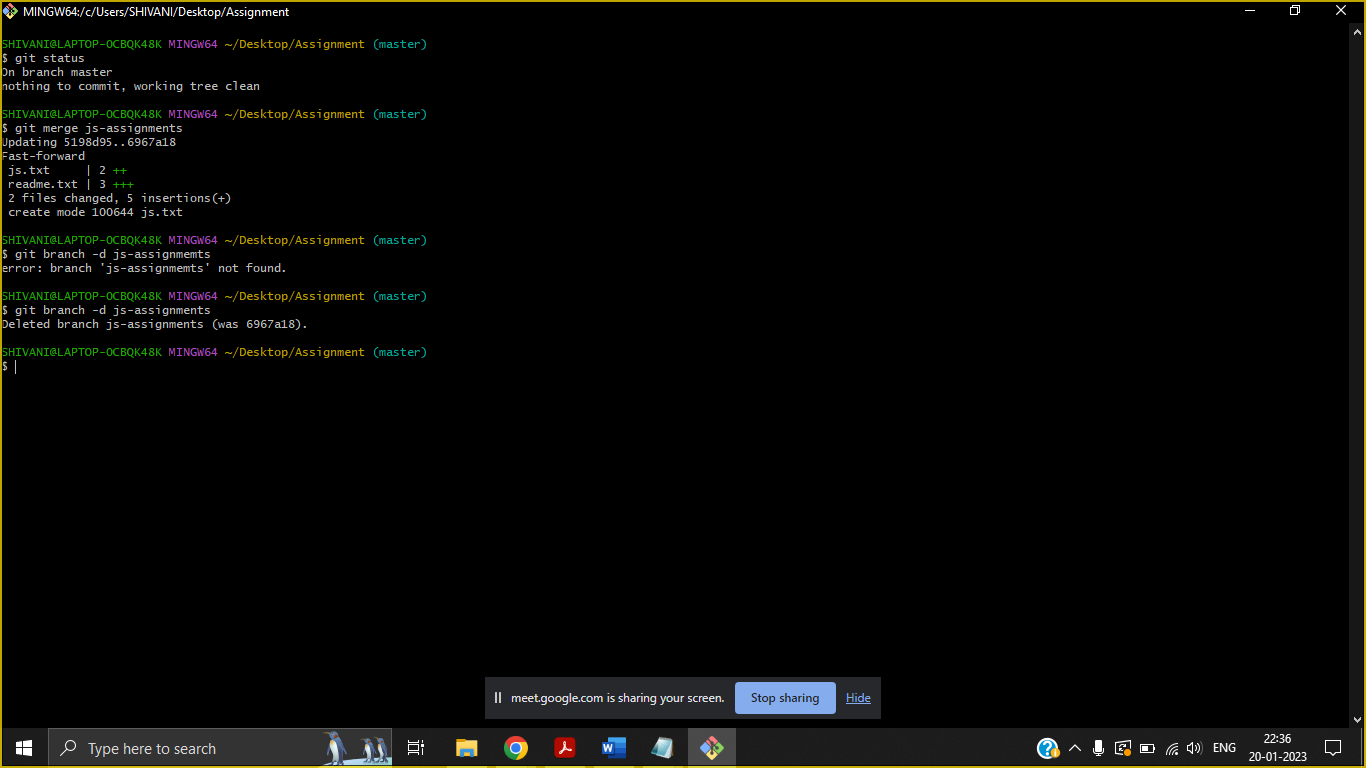 MINGW64:/c/Users/SHIVANI/Desktop/Assignment
SHIVANI@LAPTOP-OCBQK48K MINGW64 ~/Desktop/Assignment (master)
$ git status
On branch master
nothing to commit, working tree clean
SHIVANI@LAPTOP-OCBQK48K MINGW64 ~/Desktop/Assignment (master)
$ git merge js-assignments
Updating 5198d95..6967a18
Fast-forward
js.txt | 2 ++
readme.txt | 3 +++
2 files changed, 5 insertions(+)
create mode 100644 js.txt
SHIVANI@LAPTOP-OCBQK48K MINGW64 ~/Desktop/Assignment (master)
$ git branch -d js-assignmemts
error: branch 'js-assignmemts' not found.
SHIVANI@LAPTOP-OCBQK48K MINGW64 ~/Desktop/Assignment (master)
$ git branch -d js-assignments
Deleted branch js-assignments (was 6967a18).
SHIVANI@LAPTOP-OCBQK48K MINGW64 ~/Desktop/Assignment (master)
$
meet.google.com is sharing your screen. Stop sharing Hide
Type here to search
ENG
22:36
20-01-2023